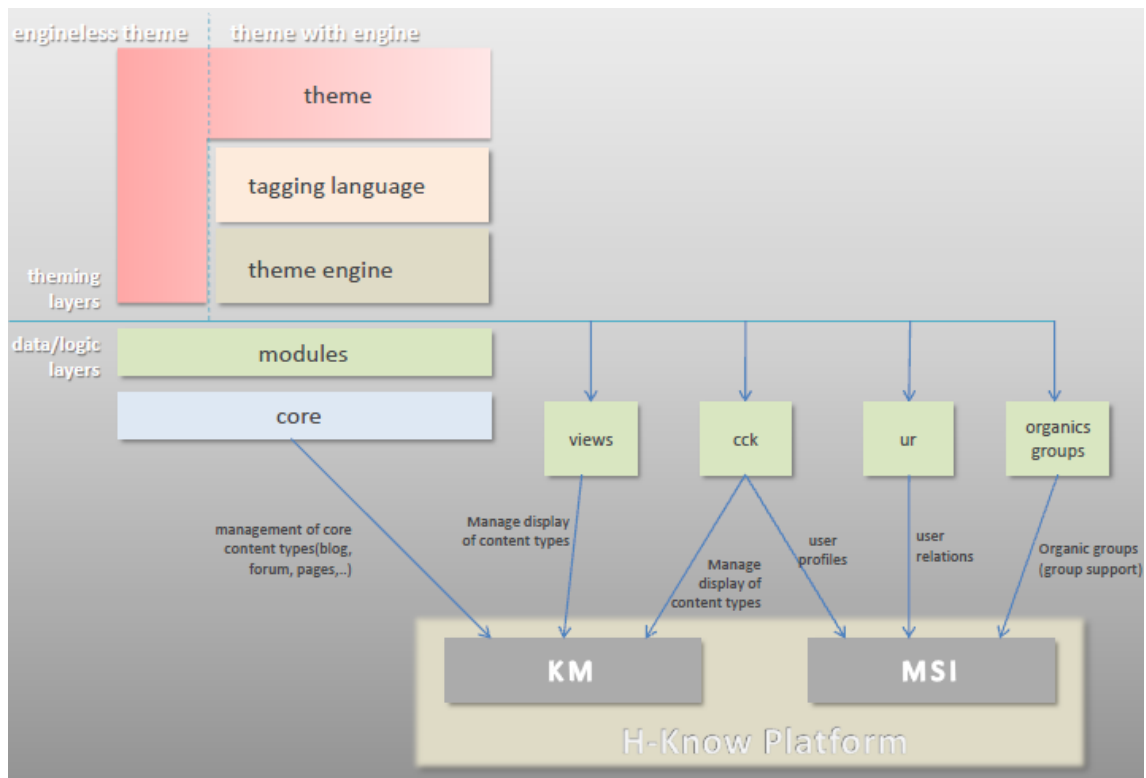 engineless theme
theme with engine
theme
tagging language
theme engine
theming
layers
data/logic
layers
modules
core
views
cck
ur
organics
groups
management of core
content types(blog,
forum, pages,..)
Manage display
of content types
Manage
display of
content types
user
profiles
user
relations
Organic groups
(group support)
KM
MSI
H-Know Platform